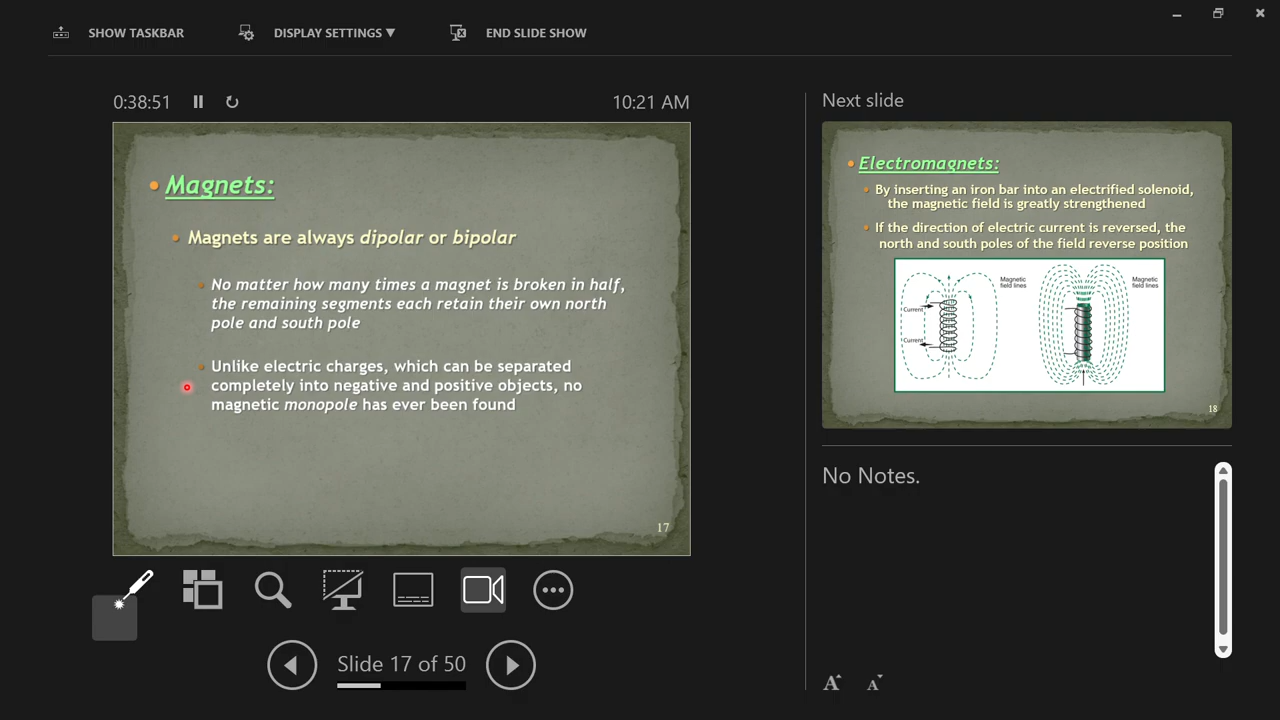 SHOW TASKBAR
DISPLAY SETTINGS ▼
END SLIDE SHOW
0:38:51
10:21 AM
• Magnets:
• Magnets are always dipolar or bipolar
• No matter how many times a magnet is broken in half,
the remaining segments each retain their own north
pole and south pole
• Unlike electric charges, which can be separated
completely into negative and positive objects, no
magnetic monopole has ever been found
17
Slide 17 of 50
Next slide
• Electromagnets:
• By inserting an iron bar into an electrified solenoid,
the magnetic field is greatly strengthened
• If the direction of electric current is reversed, the
north and south poles of the field reverse position
Magnetic
field lines
Current
Current
Magnetic
field lines
18
No Notes.
A A